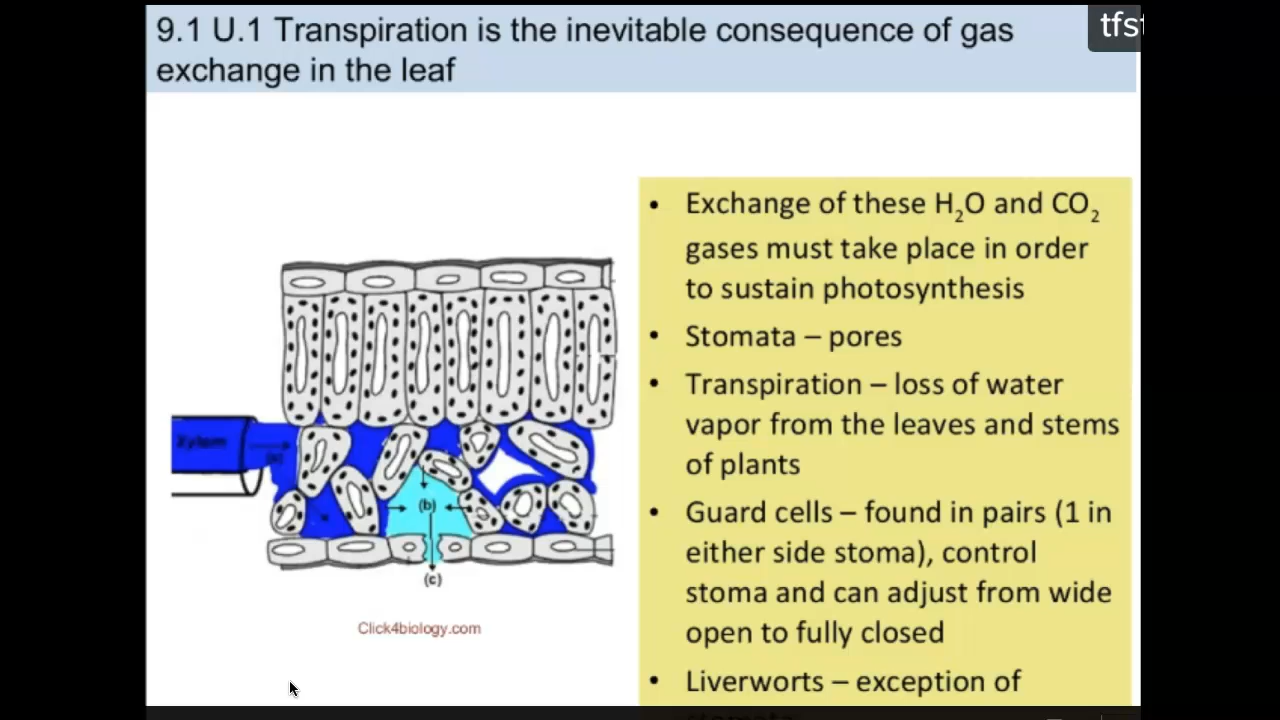 9.1 U.1 Transpiration is the inevitable consequence of gas
exchange in the leaf
tfst
• Exchange of these H₂O and CO₂
gases must take place in order
to sustain photosynthesis
• Stomata – pores
• Transpiration – loss of water
vapor from the leaves and stems
of plants
• Guard cells – found in pairs (1 in
either side stoma), control
stoma and can adjust from wide
open to fully closed
• Liverworts – exception of
Xylem
(a)
(b)
(c)
Click4biology.com